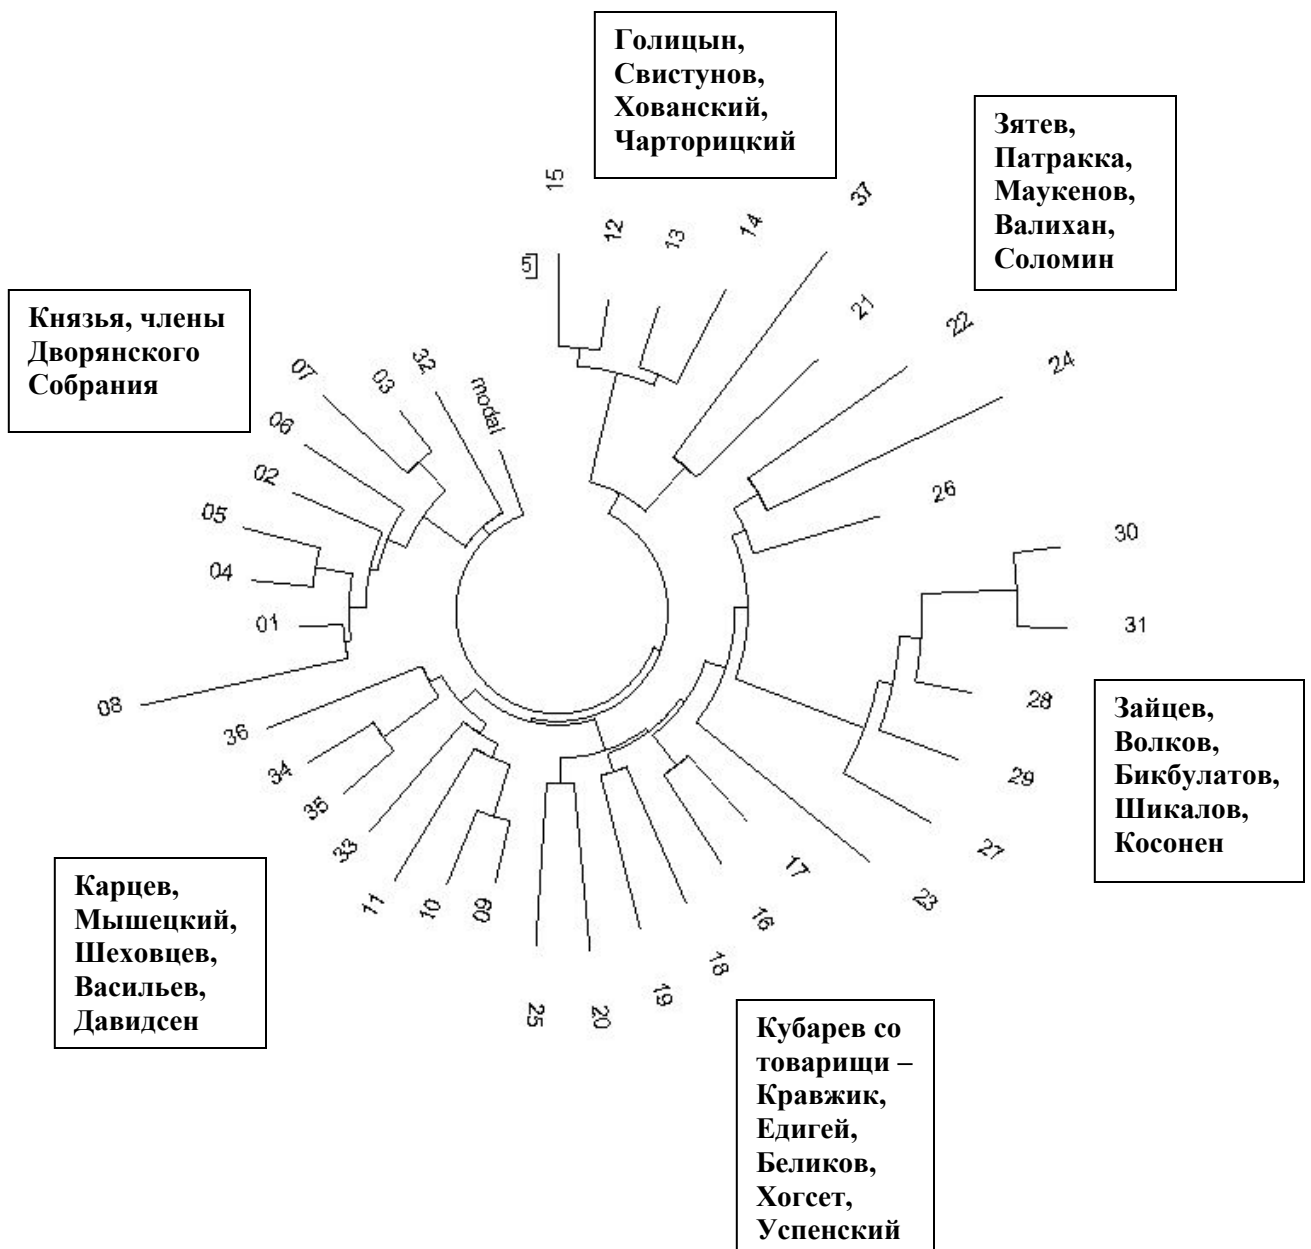 Голицын,
Свистунов,
Хованский,
Чарторицкий
Зятев,
Патракка,
Маукенов,
Валихан,
Соломин
Князья, члены
Дворянского
Собрания
15
12
13
14
37
21
22
24
26
30
31
28
29
27
23
17
16
18
19
20
25
09
10
11
33
35
34
36
08
01
04
05
02
06
07
03
32
modal
5
Зайцев,
Волков,
Бикбулатов,
Шикалов,
Косонен
Карцев,
Мышецкий,
Шеховцев,
Васильев,
Давидсен
Кубарев со
товарищи –
Кравжик,
Едигей,
Беликов,
Хогсет,
Успенский